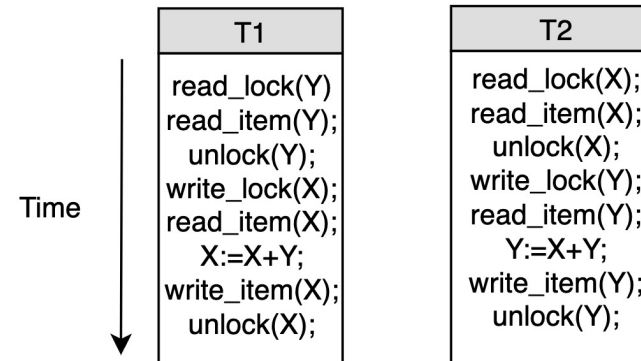 T1
read_lock(Y)
read_item(Y);
unlock(Y);
write_lock(X);
read_item(X);
X:=X+Y;
write_item(X);
unlock(X);
Time
T2
read_lock(X);
read_item(X);
unlock(X);
write_lock(Y);
read_item(Y);
Y:=X+Y;
write_item(Y);
unlock(Y);